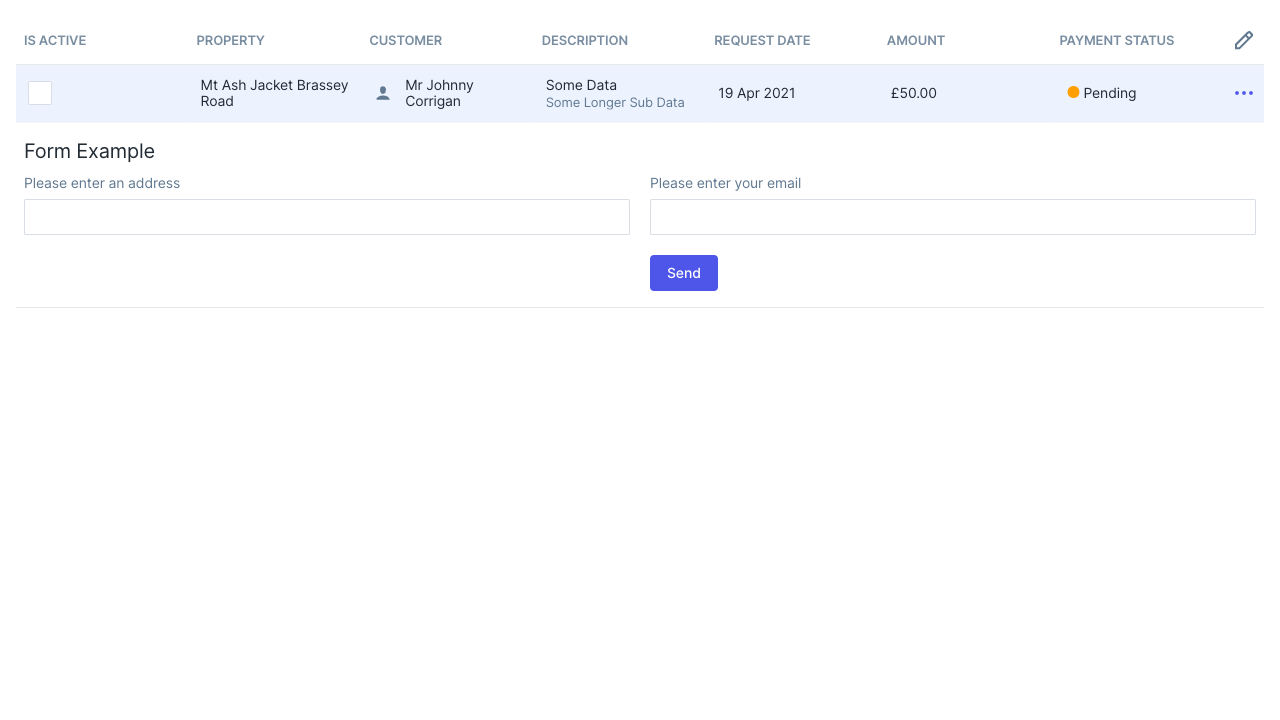 IS ACTIVE PROPERTY CUSTOMER DESCRIPTION REQUEST DATE AMOUNT PAYMENT STATUS
Mt Ash Jacket Brassey
Road
Mr Johnny
Corrigan
Some Data
Some Longer Sub Data
19 Apr 2021
£50.00
Pending
Form Example
Please enter an address
Please enter your email
Send